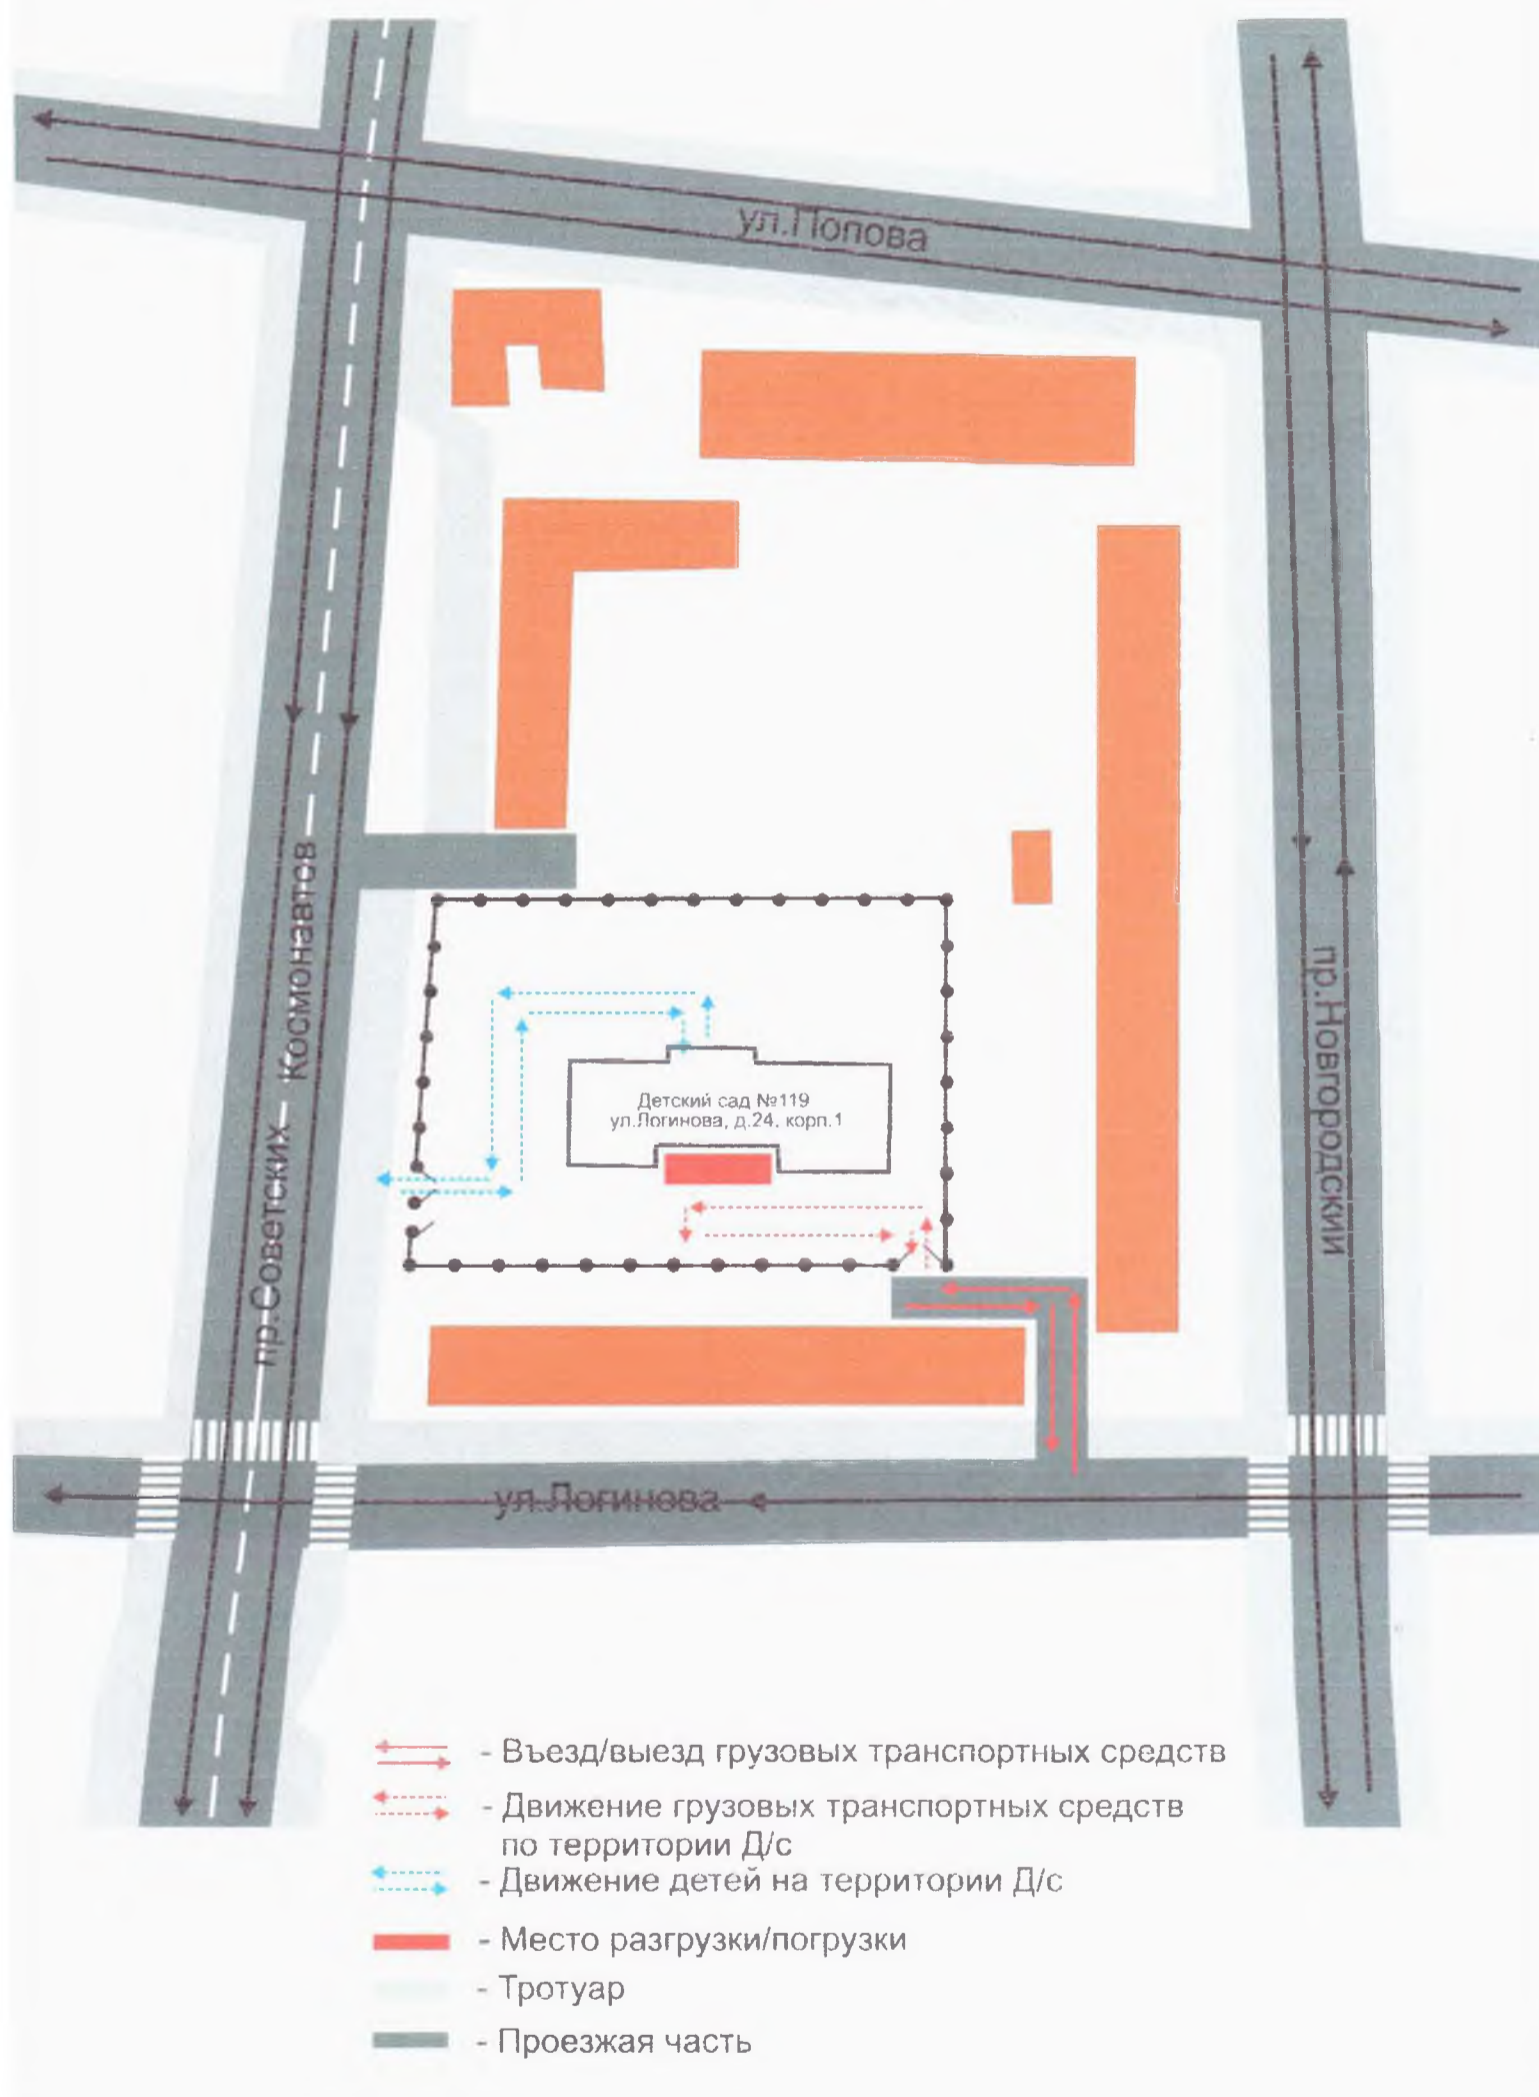 ул.Попова
пр.Советских Космонавтов
пр.Новгородский
Детский сад №119
ул.Логинова, д.24, корп.1
ул.Логинова
- Въезд/выезд грузовых транспортных средств
- Движение грузовых транспортных средств
по территории Д/с
- Движение детей на территории Д/с
- Место разгрузки/погрузки
- Тротуар
- Проезжая часть